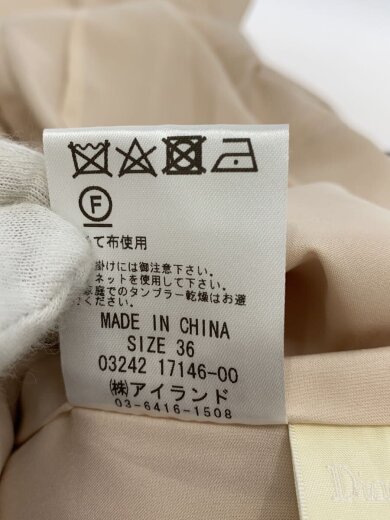 F
て布使用
掛けには御注意下さい。
ネットを使用して下さい。
家庭でのタンブラー乾燥はお避
ください。
MADE IN CHINA
SIZE 36
03242 17146-00
(株)アイランド
03-6416-1508